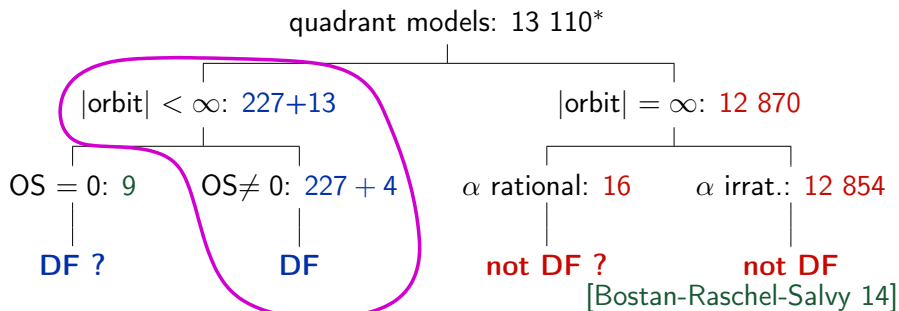 quadrant models: 13 110*
|orbit| < ∞: 227+13 |orbit| = ∞: 12 870
OS = 0: 9 OS≠ 0: 227 + 4 α rational: 16 α irrat.: 12 854
DF ? DF not DF ? not DF
[Bostan-Raschel-Salvy 14]